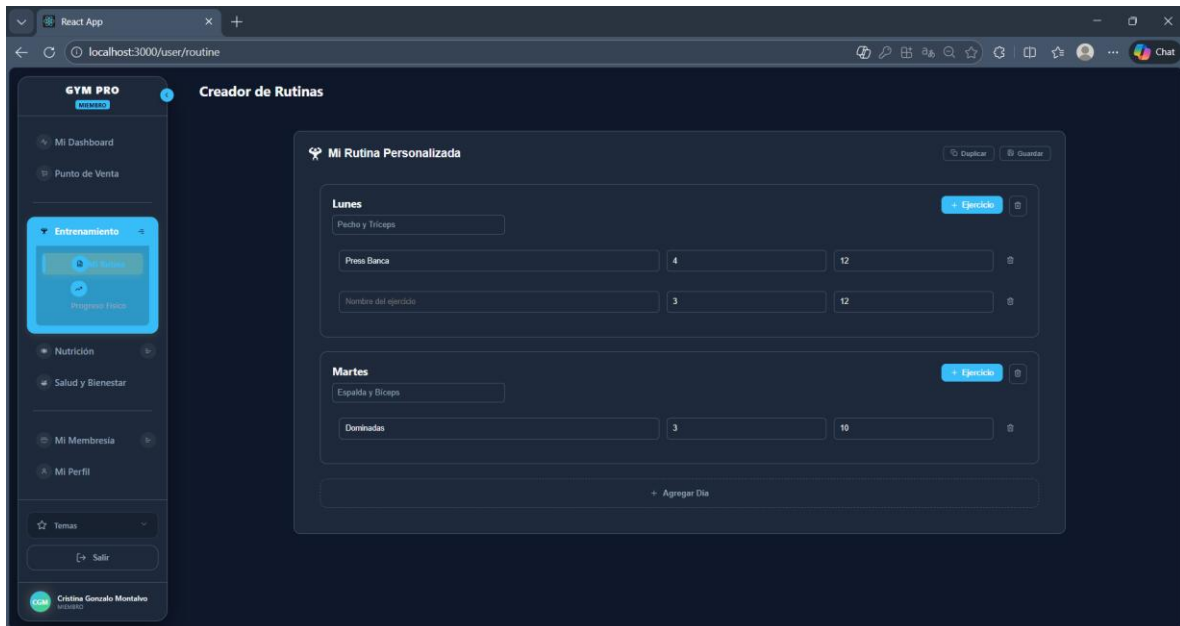 React App
localhost:3000/user/routine
Chat
GYM PRO
MIEMBRO
Creador de Rutinas
Mi Dashboard
Punto de Venta
Entrenamiento
Mi Rutina
Progreso Físico
Nutrición
Salud y Bienestar
Mi Membresía
Mi Perfil
Temas
Salir
CGM
Cristina Gonzalo Montalvo
MIEMBRO
Mi Rutina Personalizada
Duplicar
Guardar
Lunes
+ Ejercicio
Pecho y Tríceps
Press Banca 4 12
Nombre del ejercicio 3 12
Martes
+ Ejercicio
Espalda y Bíceps
Dominadas 3 10
+ Agregar Día